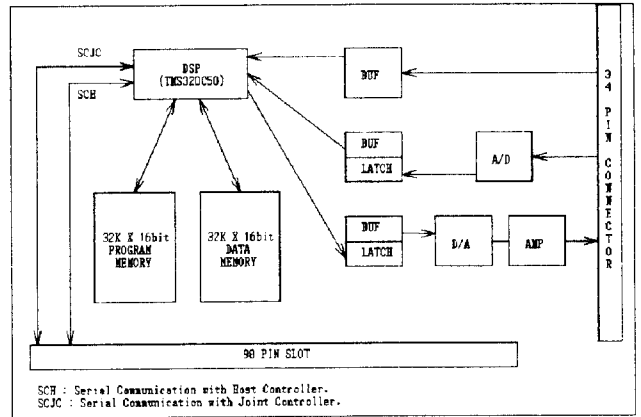 SCJC
SCH
DSP
(TMS320C50)
BUF
BUF
LATCH
A/D
BUF
LATCH
D/A
AMP
34 PIN CONNECTOR
32K X 16bit
PROGRAM
MEMORY
32K X 16bit
DATA
MEMORY
98 PIN SLOT
SCH : Serial Communication with Host Controller.
SCJC : Serial Communication with Joint Controller.